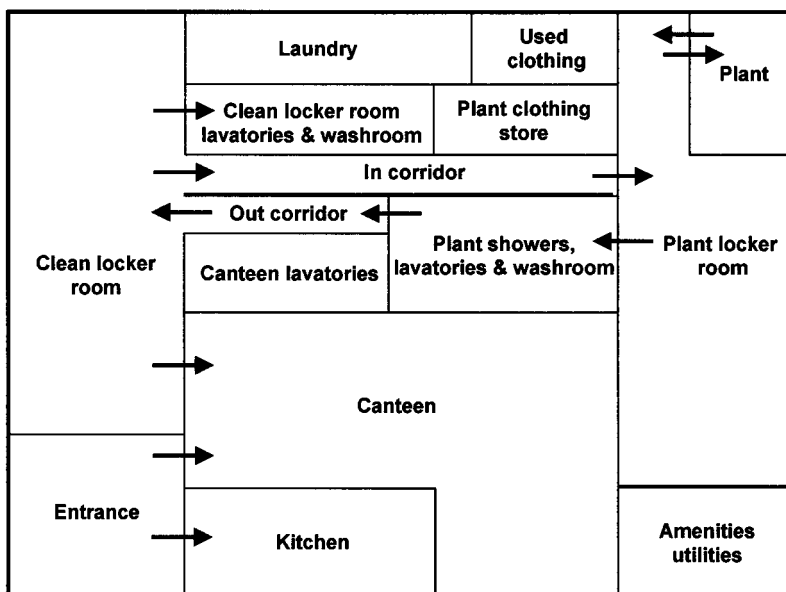 Laundry
Used
clothing
Plant
Clean locker room
lavatories & washroom
Plant clothing
store
In corridor
Out corridor
Clean locker
room
Canteen lavatories
Plant showers,
lavatories & washroom
Plant locker
room
Canteen
Entrance
Kitchen
Amenities
utilities